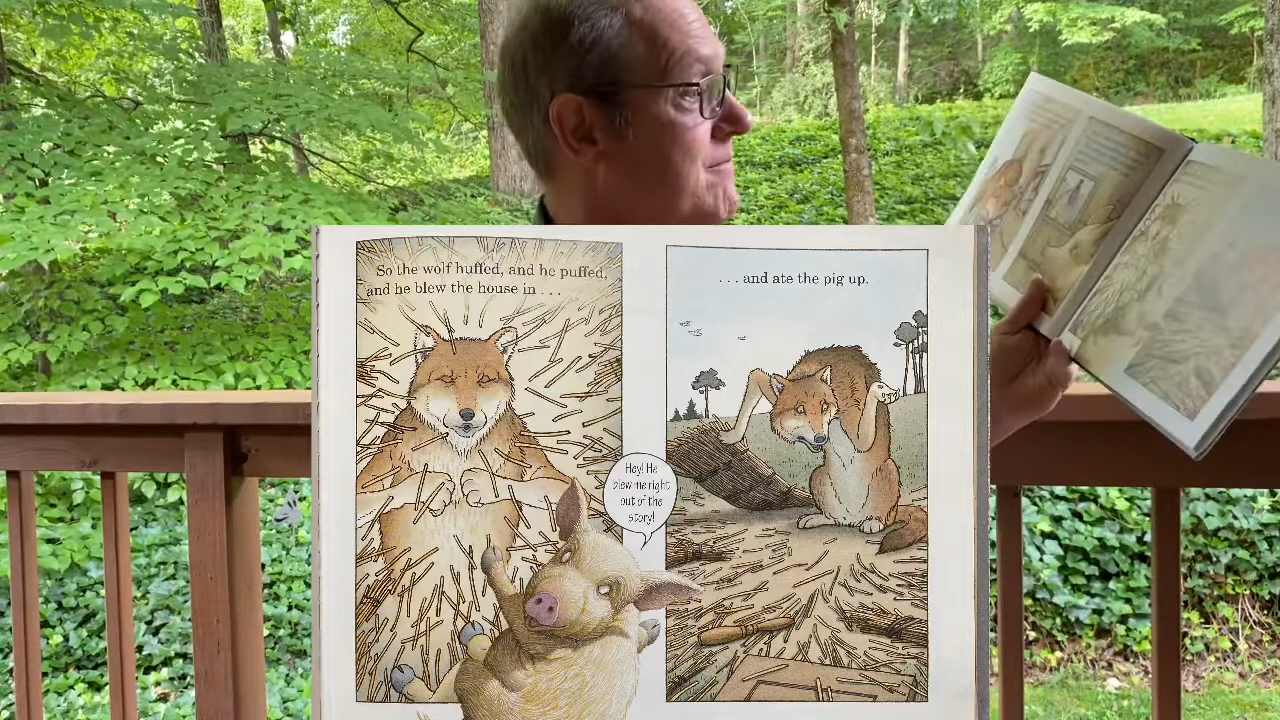 So the wolf huffed, and he puffed,
and he blew the house in . . .
. . . and ate the pig up.
Hey! He
blew me right
out of the
story!